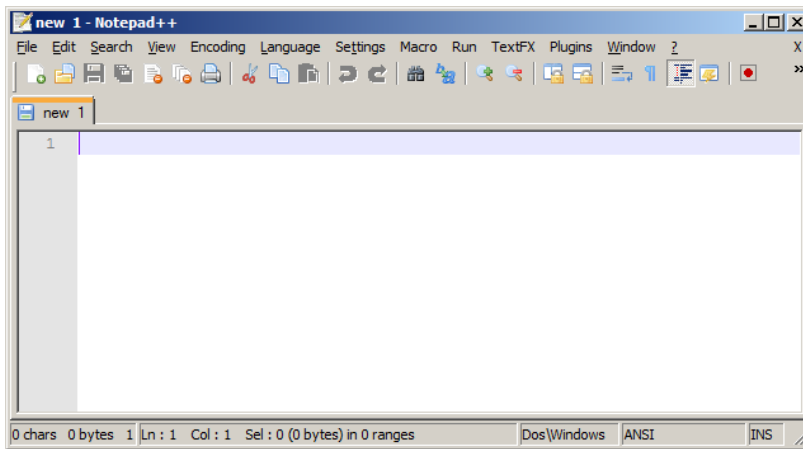 new 1 - Notepad++
File Edit Search View Encoding Language Settings Macro Run TextFX Plugins Window ? X
new 1
1
0 chars 0 bytes 1 Ln : 1 Col : 1 Sel : 0 (0 bytes) in 0 ranges Dos\Windows ANSI INS